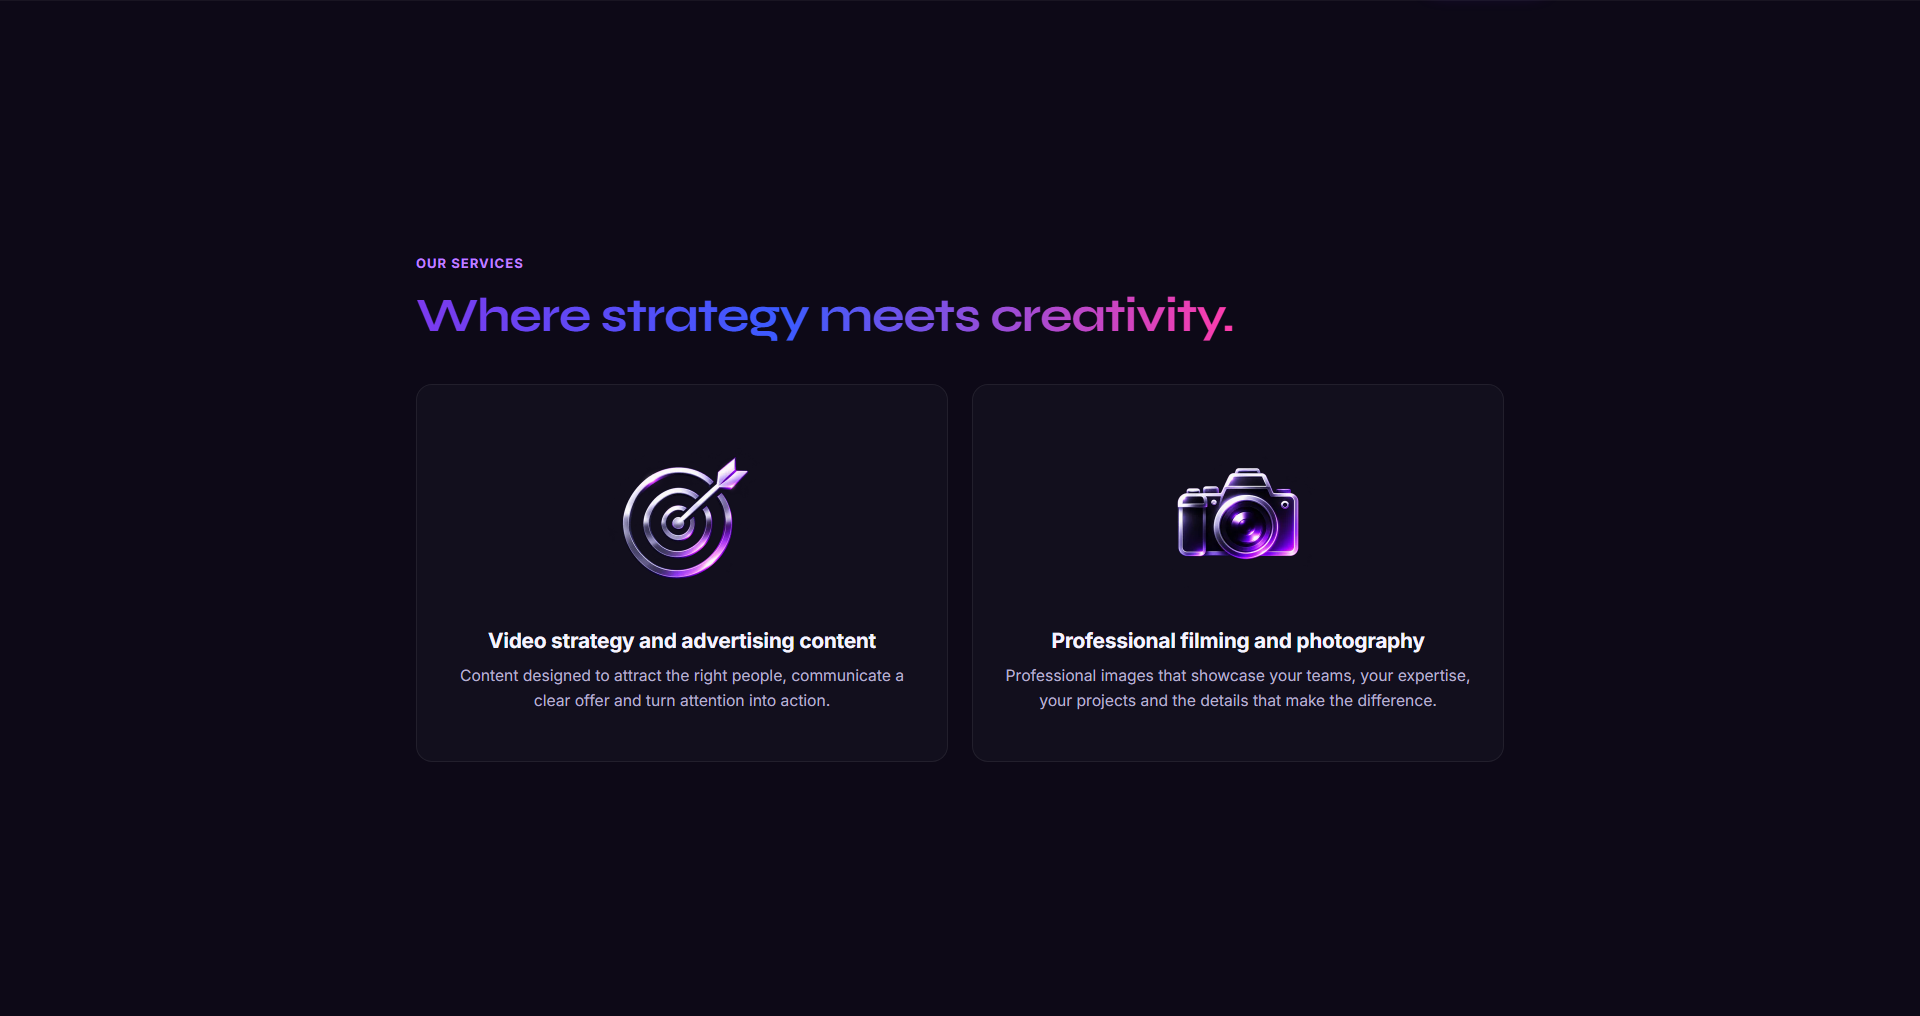 OUR SERVICES
Where strategy meets creativity.
Video strategy and advertising content
Content designed to attract the right people, communicate a
clear offer and turn attention into action.
Professional filming and photography
Professional images that showcase your teams, your expertise,
your projects and the details that make the difference.